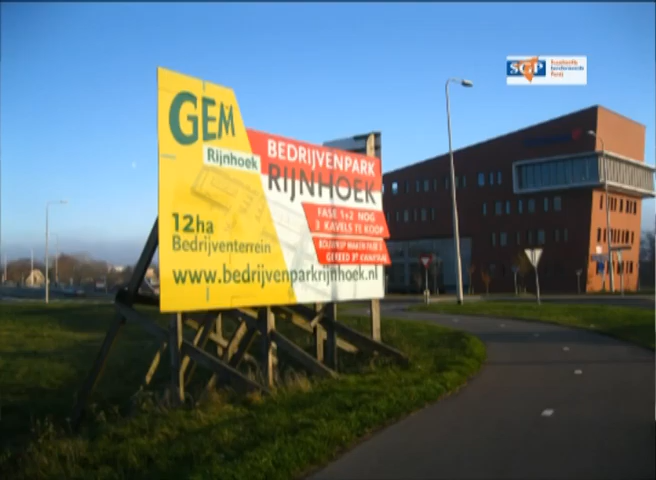 SGP
GEM
Rijnhoek
BEDRIJVENPARK
RIJNHOEK
FASE 1+2 NOG
3 KAVELS TE KOOP
12ha
Bedrijventerrein
www.bedrijvenparkrijnhoek.nl